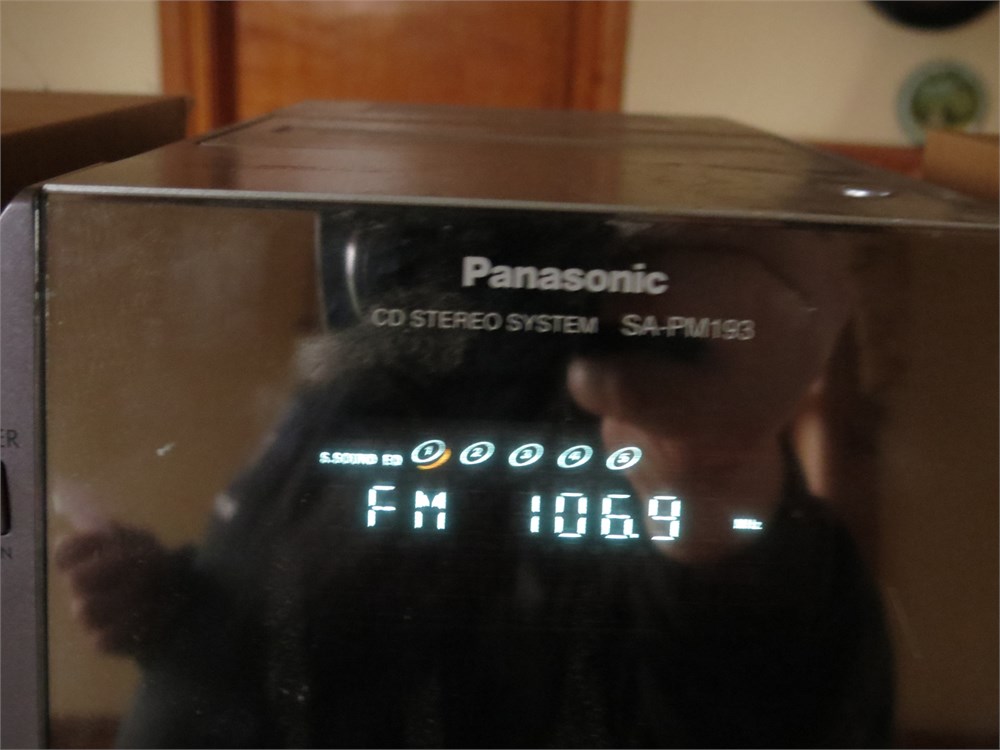 Panasonic
CD STEREO SYSTEM SA-PM193
S.SOUND EQ 1 2 3 4 5
FM 106.9 MHz